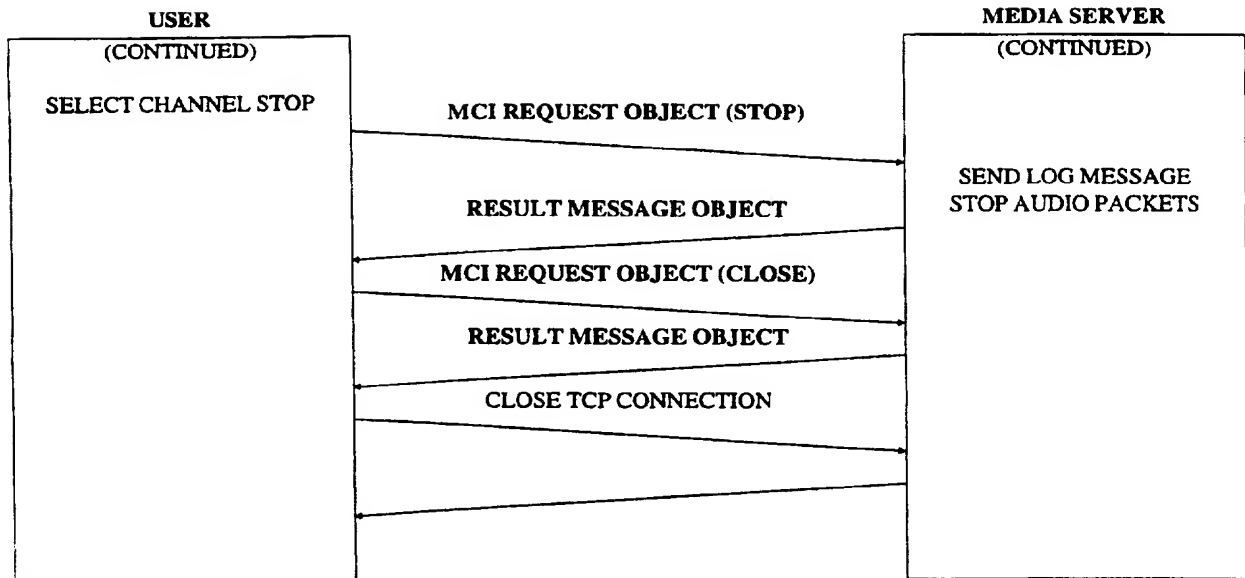 USER
(CONTINUED)
SELECT CHANNEL STOP
MEDIA SERVER
(CONTINUED)
MCI REQUEST OBJECT (STOP)
SEND LOG MESSAGE
STOP AUDIO PACKETS
RESULT MESSAGE OBJECT
MCI REQUEST OBJECT (CLOSE)
RESULT MESSAGE OBJECT
CLOSE TCP CONNECTION